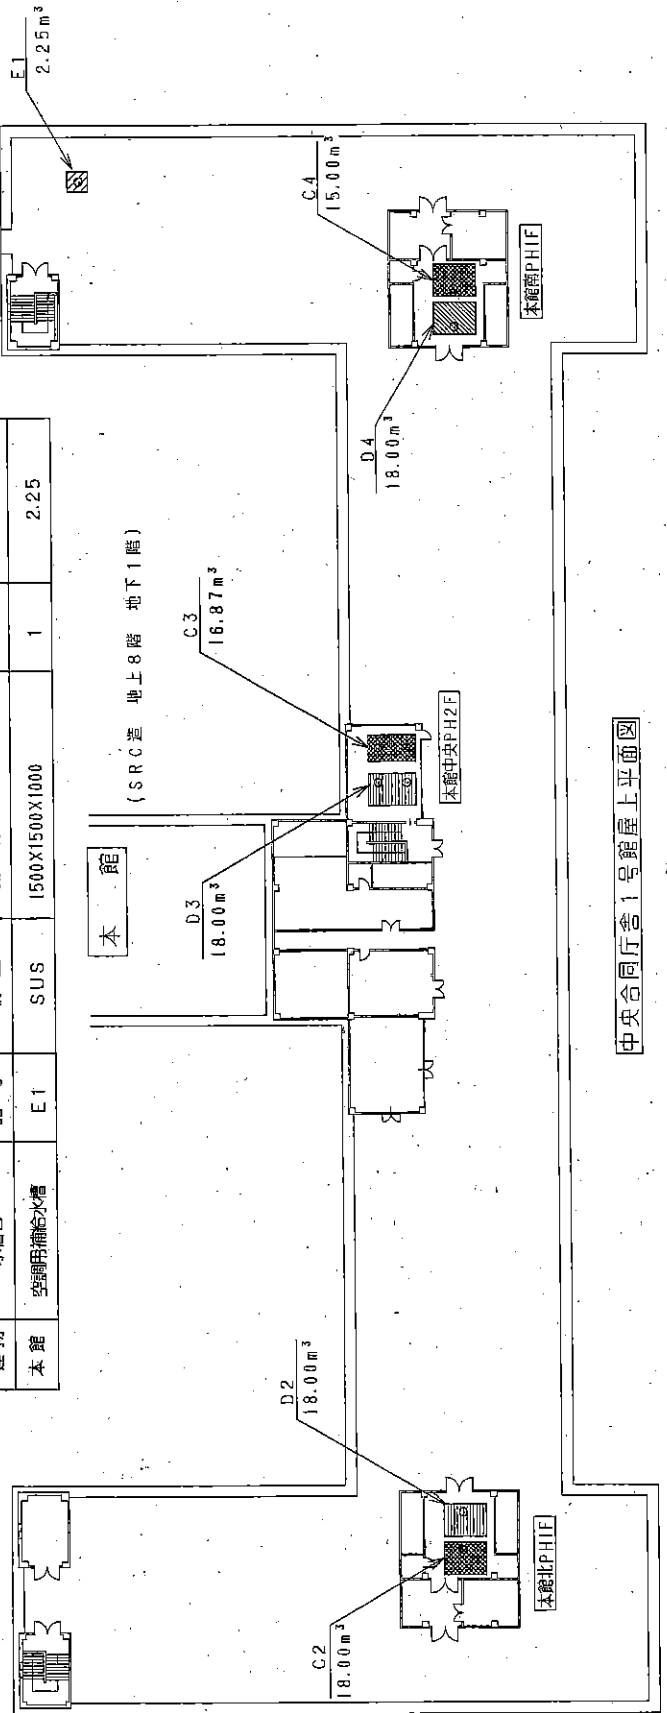 本館
空調用補給水槽
E1
SUS
1500X1500X1000
1
2.25
E1
2.25m³
本 館
(SRC造 地上8階 地下1階)
C2
18.00m³
D2
18.00m³
本館北PH1F
D3
18.00m³
C3
16.87m³
本館中央PH2F
D4
18.00m³
C4
15.00m³
本館南PH1F
中央合同庁舎1号館屋上平面図